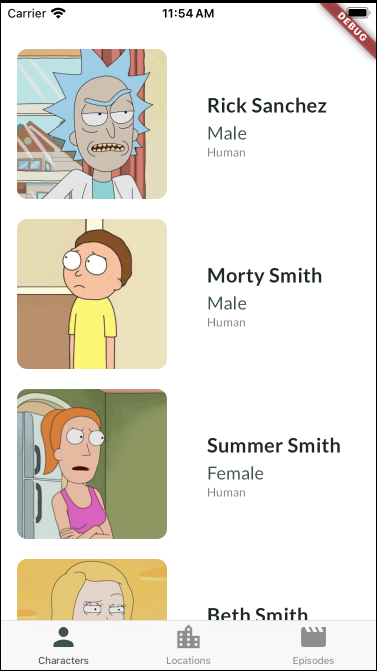 Carrier 11:54 AM
DEBUG
Rick Sanchez
Male
Human
Morty Smith
Male
Human
Summer Smith
Female
Human
Beth Smith
Characters Locations Episodes